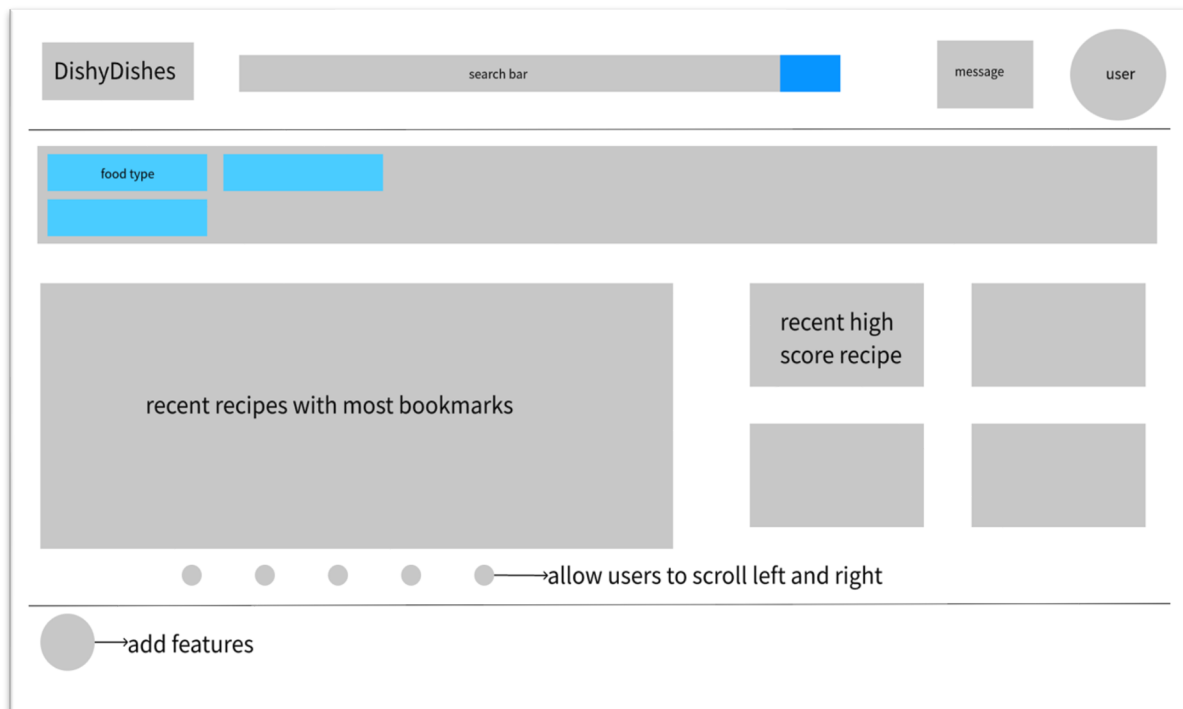 DishyDishes
search bar
message
user
food type
recent recipes with most bookmarks
recent high
score recipe
allow users to scroll left and right
add features